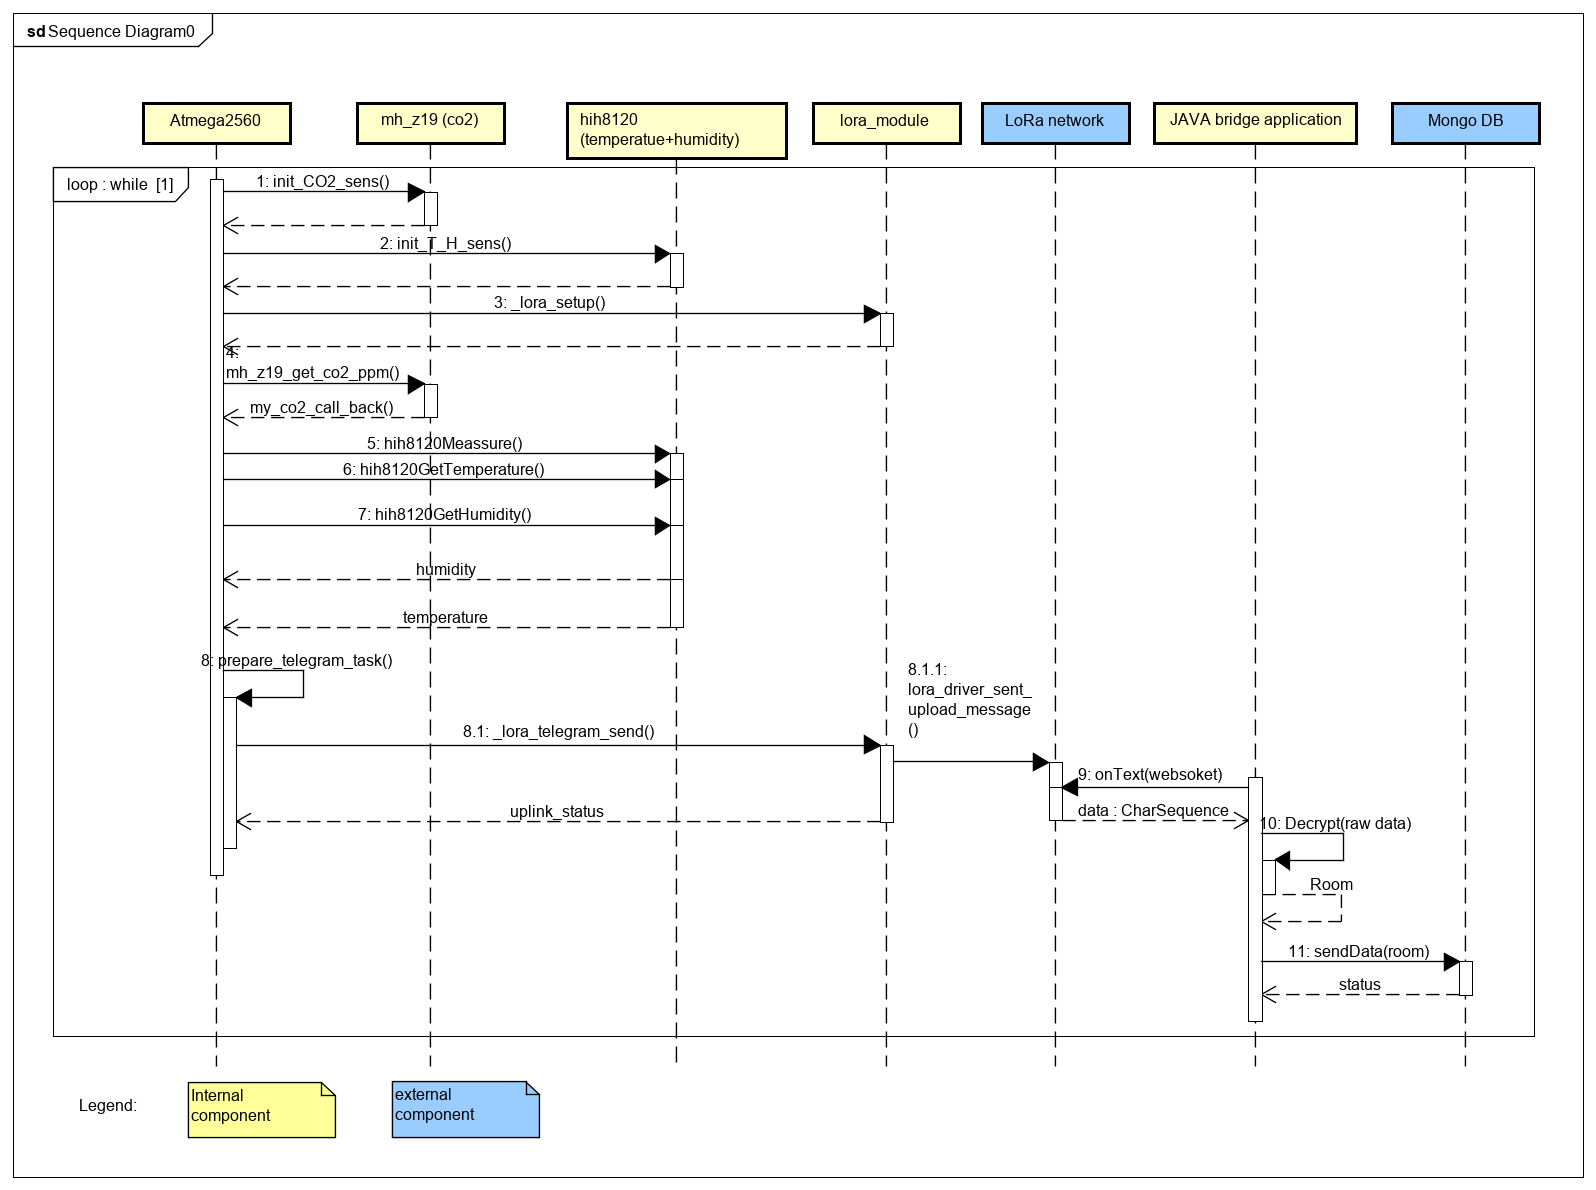 sd Sequence Diagram0
Atmega2560
mh_z19 (co2)
hih8120
(temperatue+humidity)
lora_module
LoRa network
JAVA bridge application
Mongo DB
loop : while  [1]
1: init_CO2_sens()
2: init_T_H_sens()
3: _lora_setup()
4:
mh_z19_get_co2_ppm()
my_co2_call_back()
5: hih8120Meassure()
6: hih8120GetTemperature()
7: hih8120GetHumidity()
humidity
temperature
8: prepare_telegram_task()
8.1.1:
lora_driver_sent_
upload_message
()
8.1: _lora_telegram_send()
9: onText(websoket)
data : CharSequence
uplink_status
10: Decrypt(raw data)
Room
11: sendData(room)
status
Legend:
Internal
component
external
component